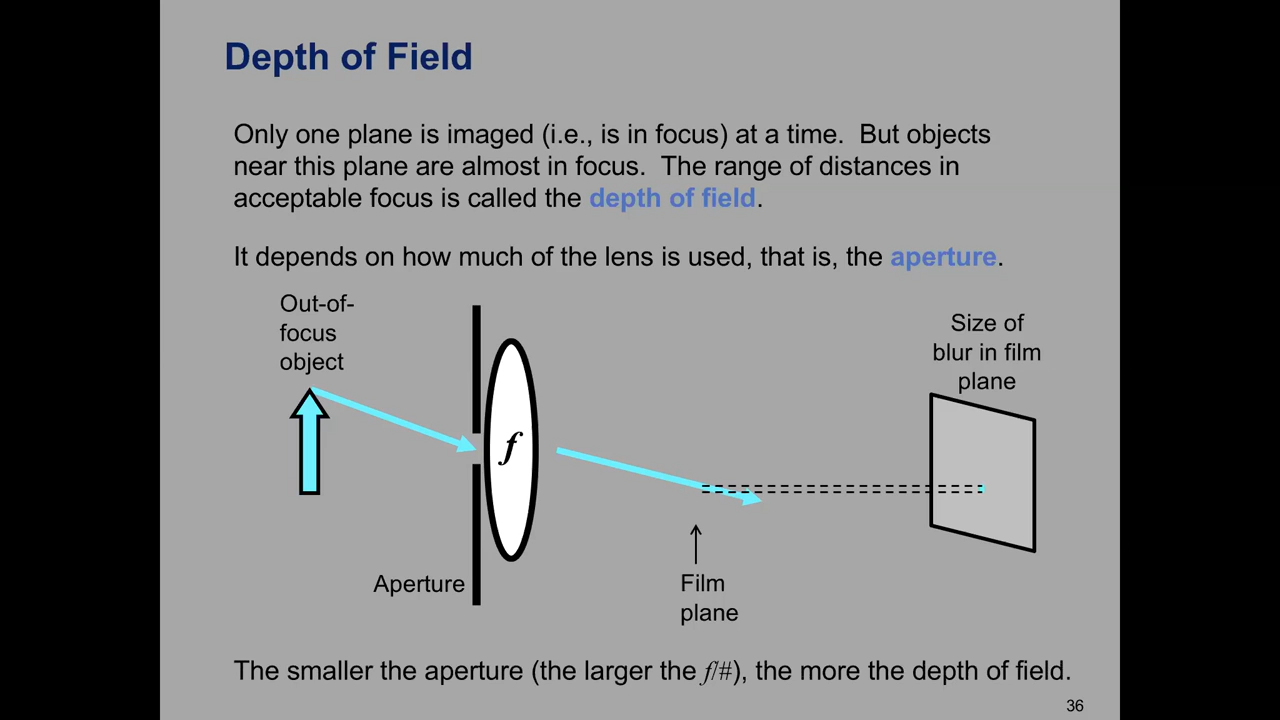 Depth of Field
Only one plane is imaged (i.e., is in focus) at a time.  But objects
near this plane are almost in focus.  The range of distances in
acceptable focus is called the depth of field.
It depends on how much of the lens is used, that is, the aperture.
Out-of-
focus
object
Size of
blur in film
plane
f
Aperture
Film
plane
The smaller the aperture (the larger the f/#), the more the depth of field.
36